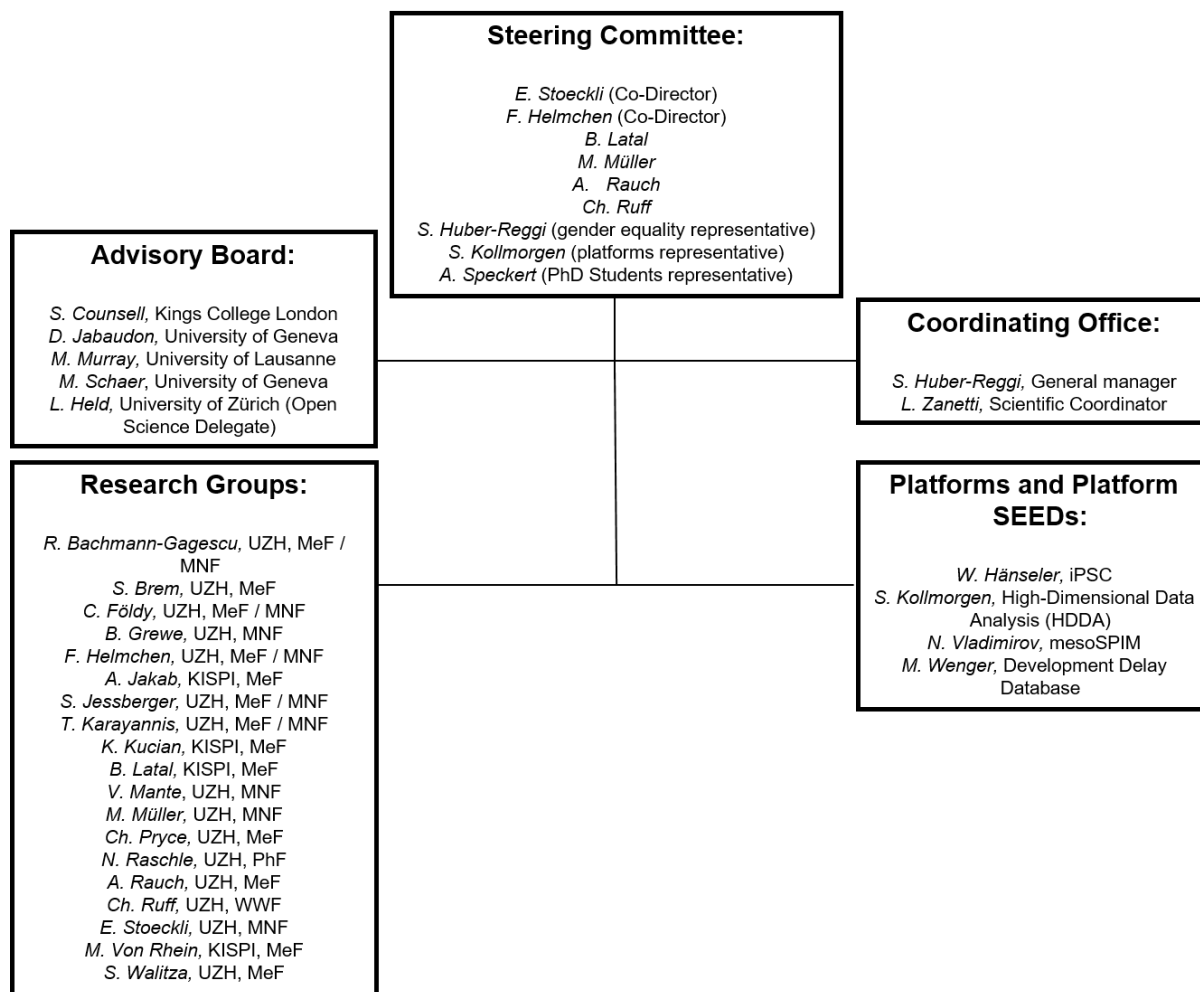 Steering Committee:
E. Stoeckli (Co-Director)
F. Helmchen (Co-Director)
B. Latal
M. Müller
A. Rauch
Ch. Ruff
S. Huber-Reggi (gender equality representative)
S. Kollmorgen (platforms representative)
A. Speckert (PhD Students representative)
Advisory Board:
S. Counsell, Kings College London
D. Jabaudon, University of Geneva
M. Murray, University of Lausanne
M. Schaer, University of Geneva
L. Held, University of Zürich (Open
Science Delegate)
Coordinating Office:
S. Huber-Reggi, General manager
L. Zanetti, Scientific Coordinator
Research Groups:
R. Bachmann-Gagescu, UZH, MeF /
MNF
S. Brem, UZH, MeF
C. Földy, UZH, MeF / MNF
B. Grewe, UZH, MNF
F. Helmchen, UZH, MeF / MNF
A. Jakab, KISPI, MeF
S. Jessberger, UZH, MeF / MNF
T. Karayannis, UZH, MeF / MNF
K. Kucian, KISPI, MeF
B. Latal, KISPI, MeF
V. Mante, UZH, MNF
M. Müller, UZH, MNF
Ch. Pryce, UZH, MeF
N. Raschle, UZH, PhF
A. Rauch, UZH, MeF
Ch. Ruff, UZH, WWF
E. Stoeckli, UZH, MNF
M. Von Rhein, KISPI, MeF
S. Walitza, UZH, MeF
Platforms and Platform
SEEDs:
W. Hänseler, iPSC
S. Kollmorgen, High-Dimensional Data
Analysis (HDDA)
N. Vladimirov, mesoSPIM
M. Wenger, Development Delay
Database